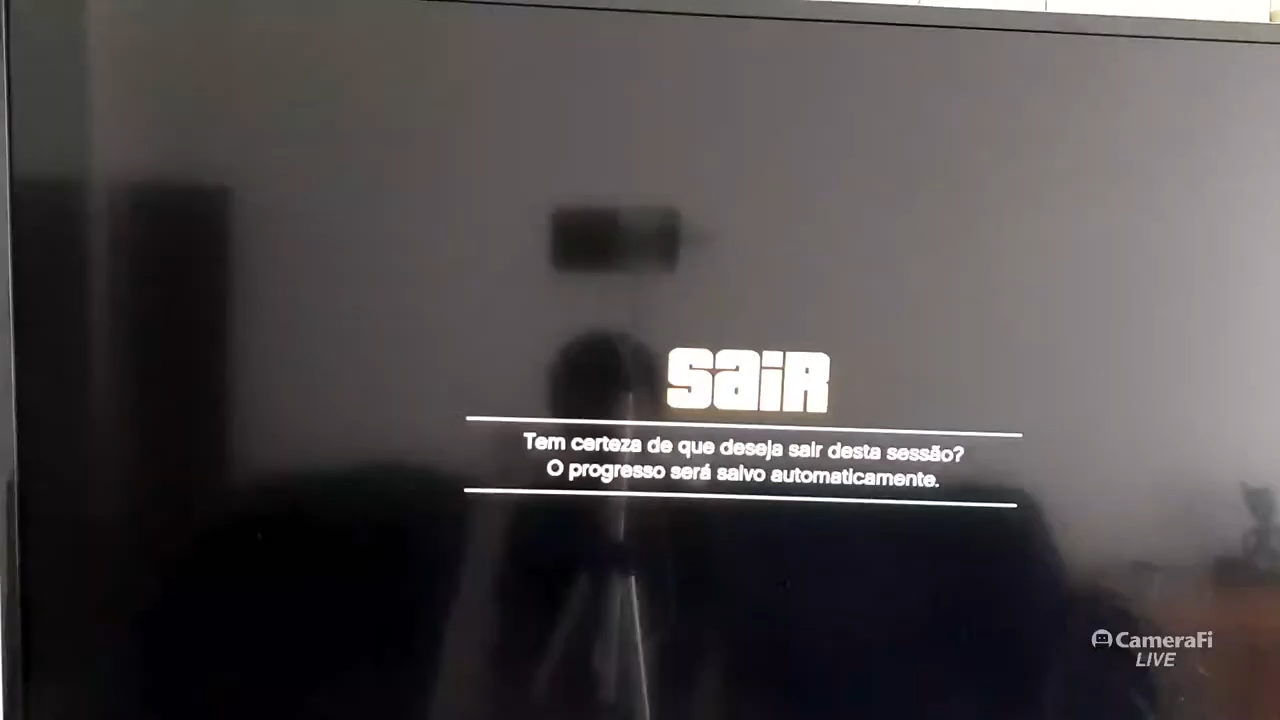 saiR
Tem certeza de que deseja sair desta sessão?
O progresso será salvo automaticamente.
CameraFi
LIVE